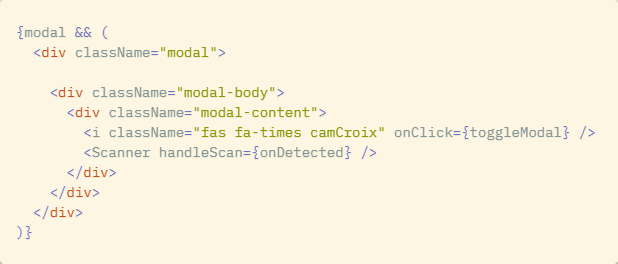 {modal && (
  <div className="modal">

    <div className="modal-body">
      <div className="modal-content">
        <i className="fas fa-times camCroix" onClick={toggleModal} />
        <Scanner handleScan={onDetected} />
      </div>
    </div>
  </div>
)}